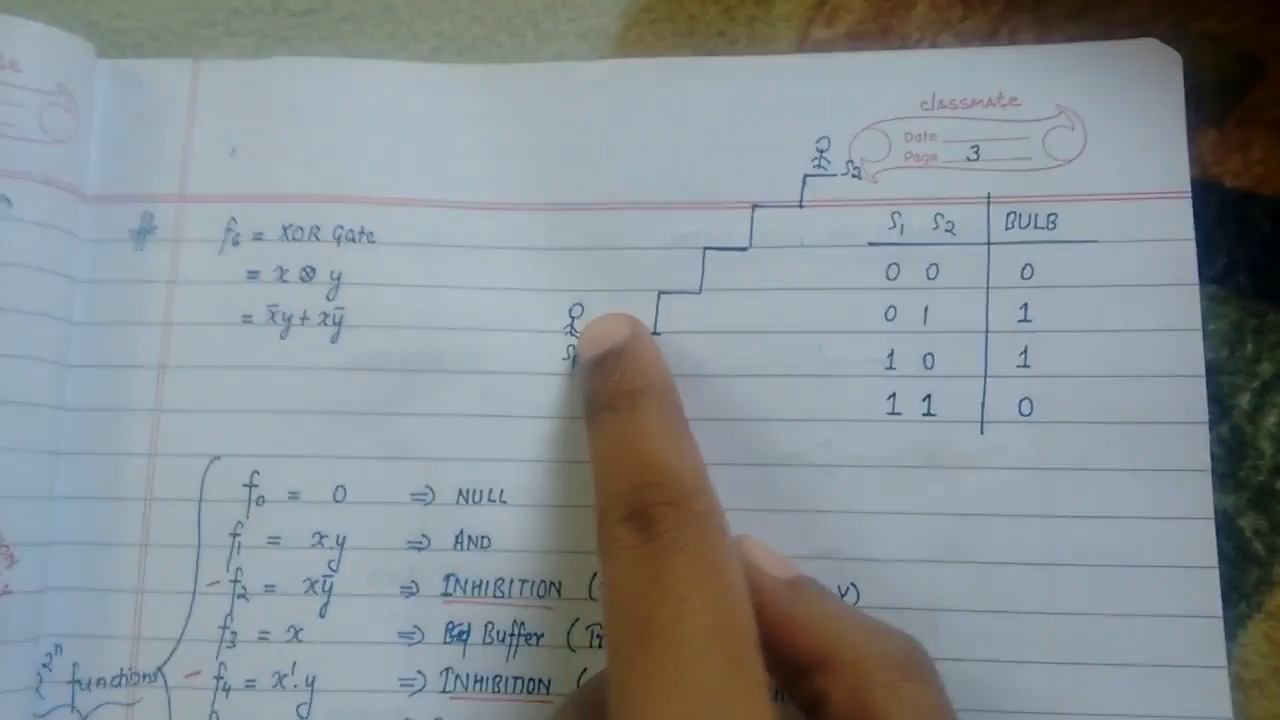 classmate
Date
Page 3
S2
# f6 = XOR Gate
= x ⊗ y
= x̄y + xȳ
S1
S1 S2 BULB
0 0 0
0 1 1
1 0 1
1 1 0
f0 = 0 ⇒ NULL
f1 = x.y ⇒ AND
- f2 = xȳ ⇒ INHIBITION ( y)
f3 = x ⇒ Buffer (
- f4 = x'.y ⇒ INHIBITION (
functions